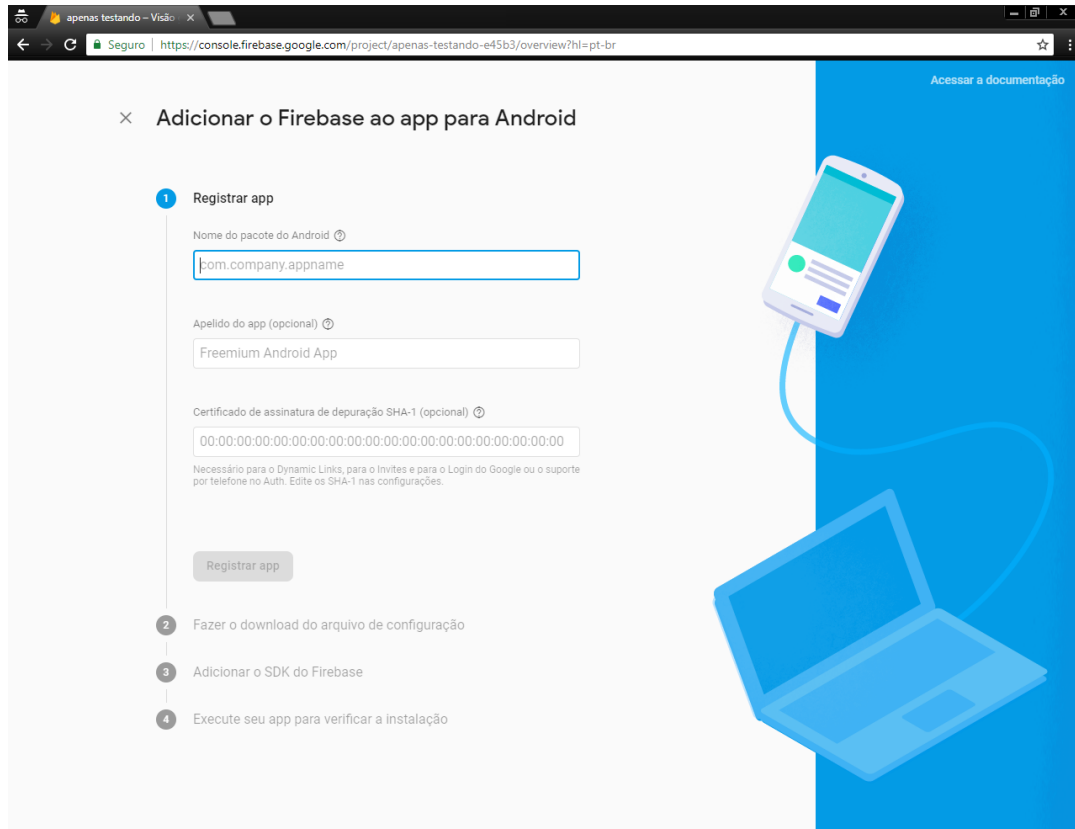 apenas testando – Visão
Seguro https://console.firebase.google.com/project/apenas-testando-e45b3/overview?hl=pt-br
Acessar a documentação
Adicionar o Firebase ao app para Android
1 Registrar app
Nome do pacote do Android
com.company.appname
Apelido do app (opcional)
Freemium Android App
Certificado de assinatura de depuração SHA-1 (opcional)
00:00:00:00:00:00:00:00:00:00:00:00:00:00:00:00:00:00:00:00
Necessário para o Dynamic Links, para o Invites e para o Login do Google ou o suporte
por telefone no Auth. Edite os SHA-1 nas configurações.
Registrar app
2 Fazer o download do arquivo de configuração
3 Adicionar o SDK do Firebase
4 Execute seu app para verificar a instalação